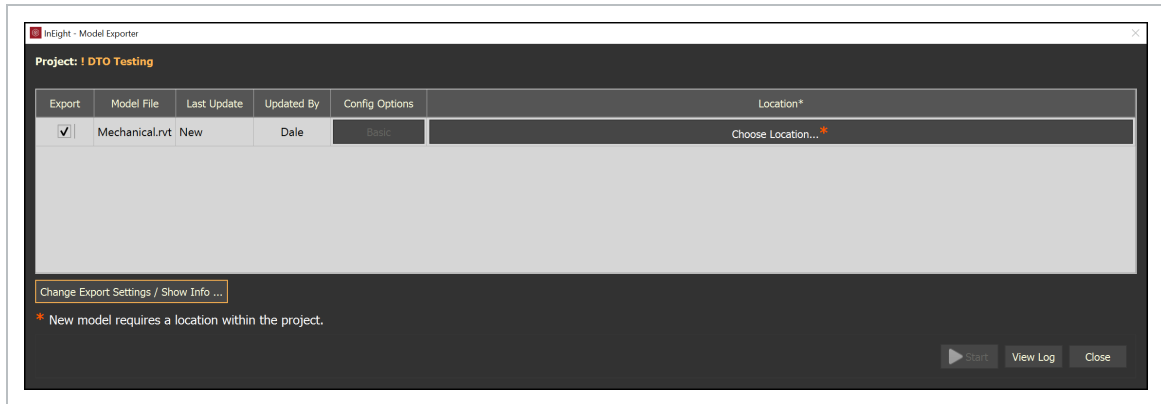 InEight - Model Exporter
Project: ! DTO Testing
Export Model File Last Update Updated By Config Options Location*
Mechanical.rvt New Dale Basic Choose Location...*
Change Export Settings / Show Info ...
* New model requires a location within the project.
Start View Log Close